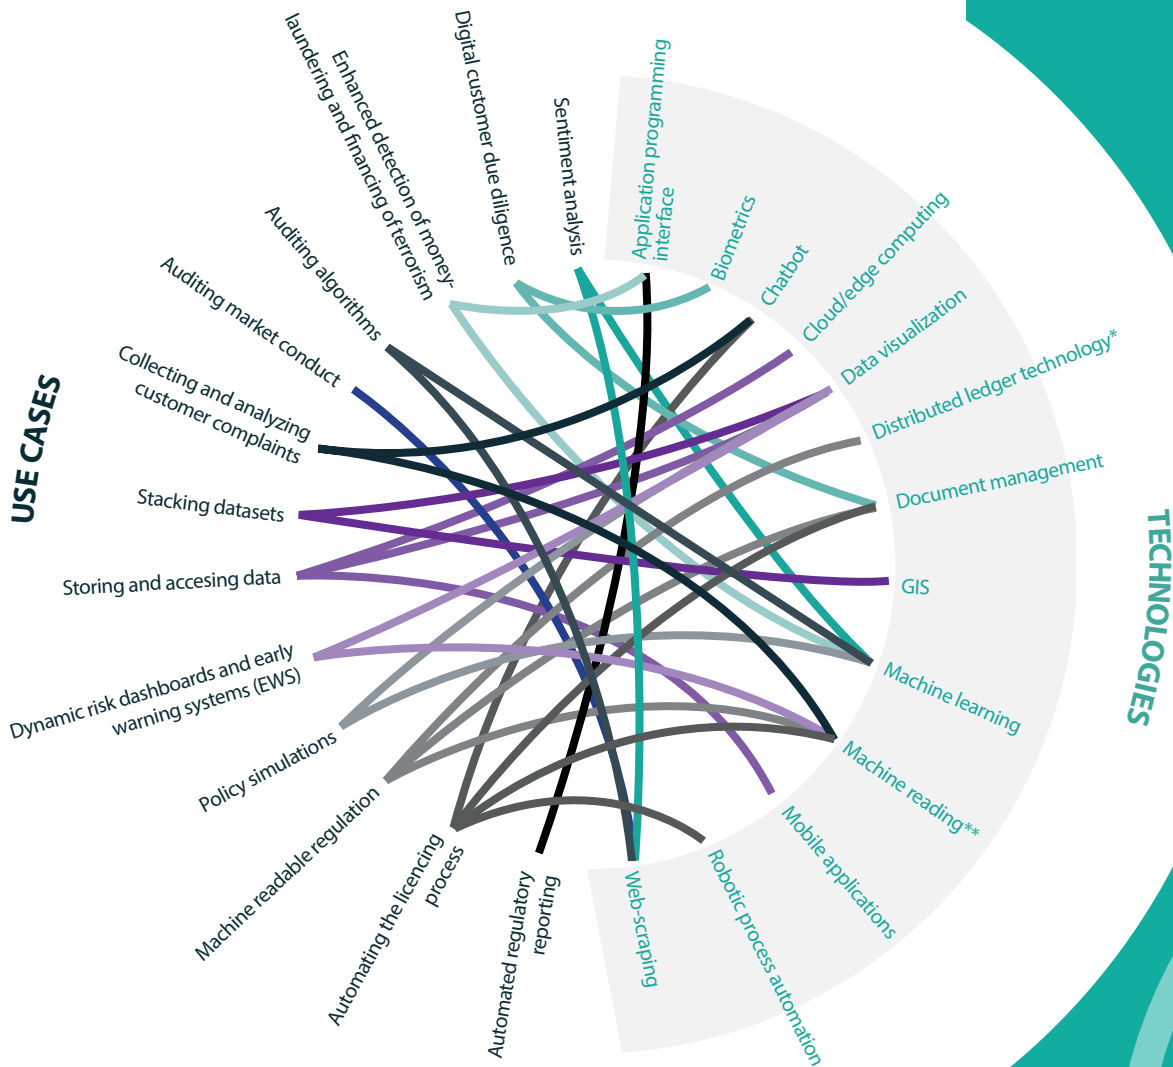 USE CASES
Sentiment analysis
Digital customer due diligence
Enhanced detection of money-
laundering and financing of terrorism
Auditing algorithms
Auditing market conduct
Collecting and analyzing
customer complaints
Stacking datasets
Storing and accesing data
Dynamic risk dashboards and early
warning systems (EWS)
Policy simulations
Machine readable regulation
Automating the licencing
process
Automated regulatory
reporting
TECHNOLOGIES
Application programming
interface
Biometrics
Chatbot
Cloud/edge computing
Data visualization
Distributed ledger technology*
Document management
GIS
Machine learning
Machine reading**
Mobile applications
Robotic process automation
Web-scraping